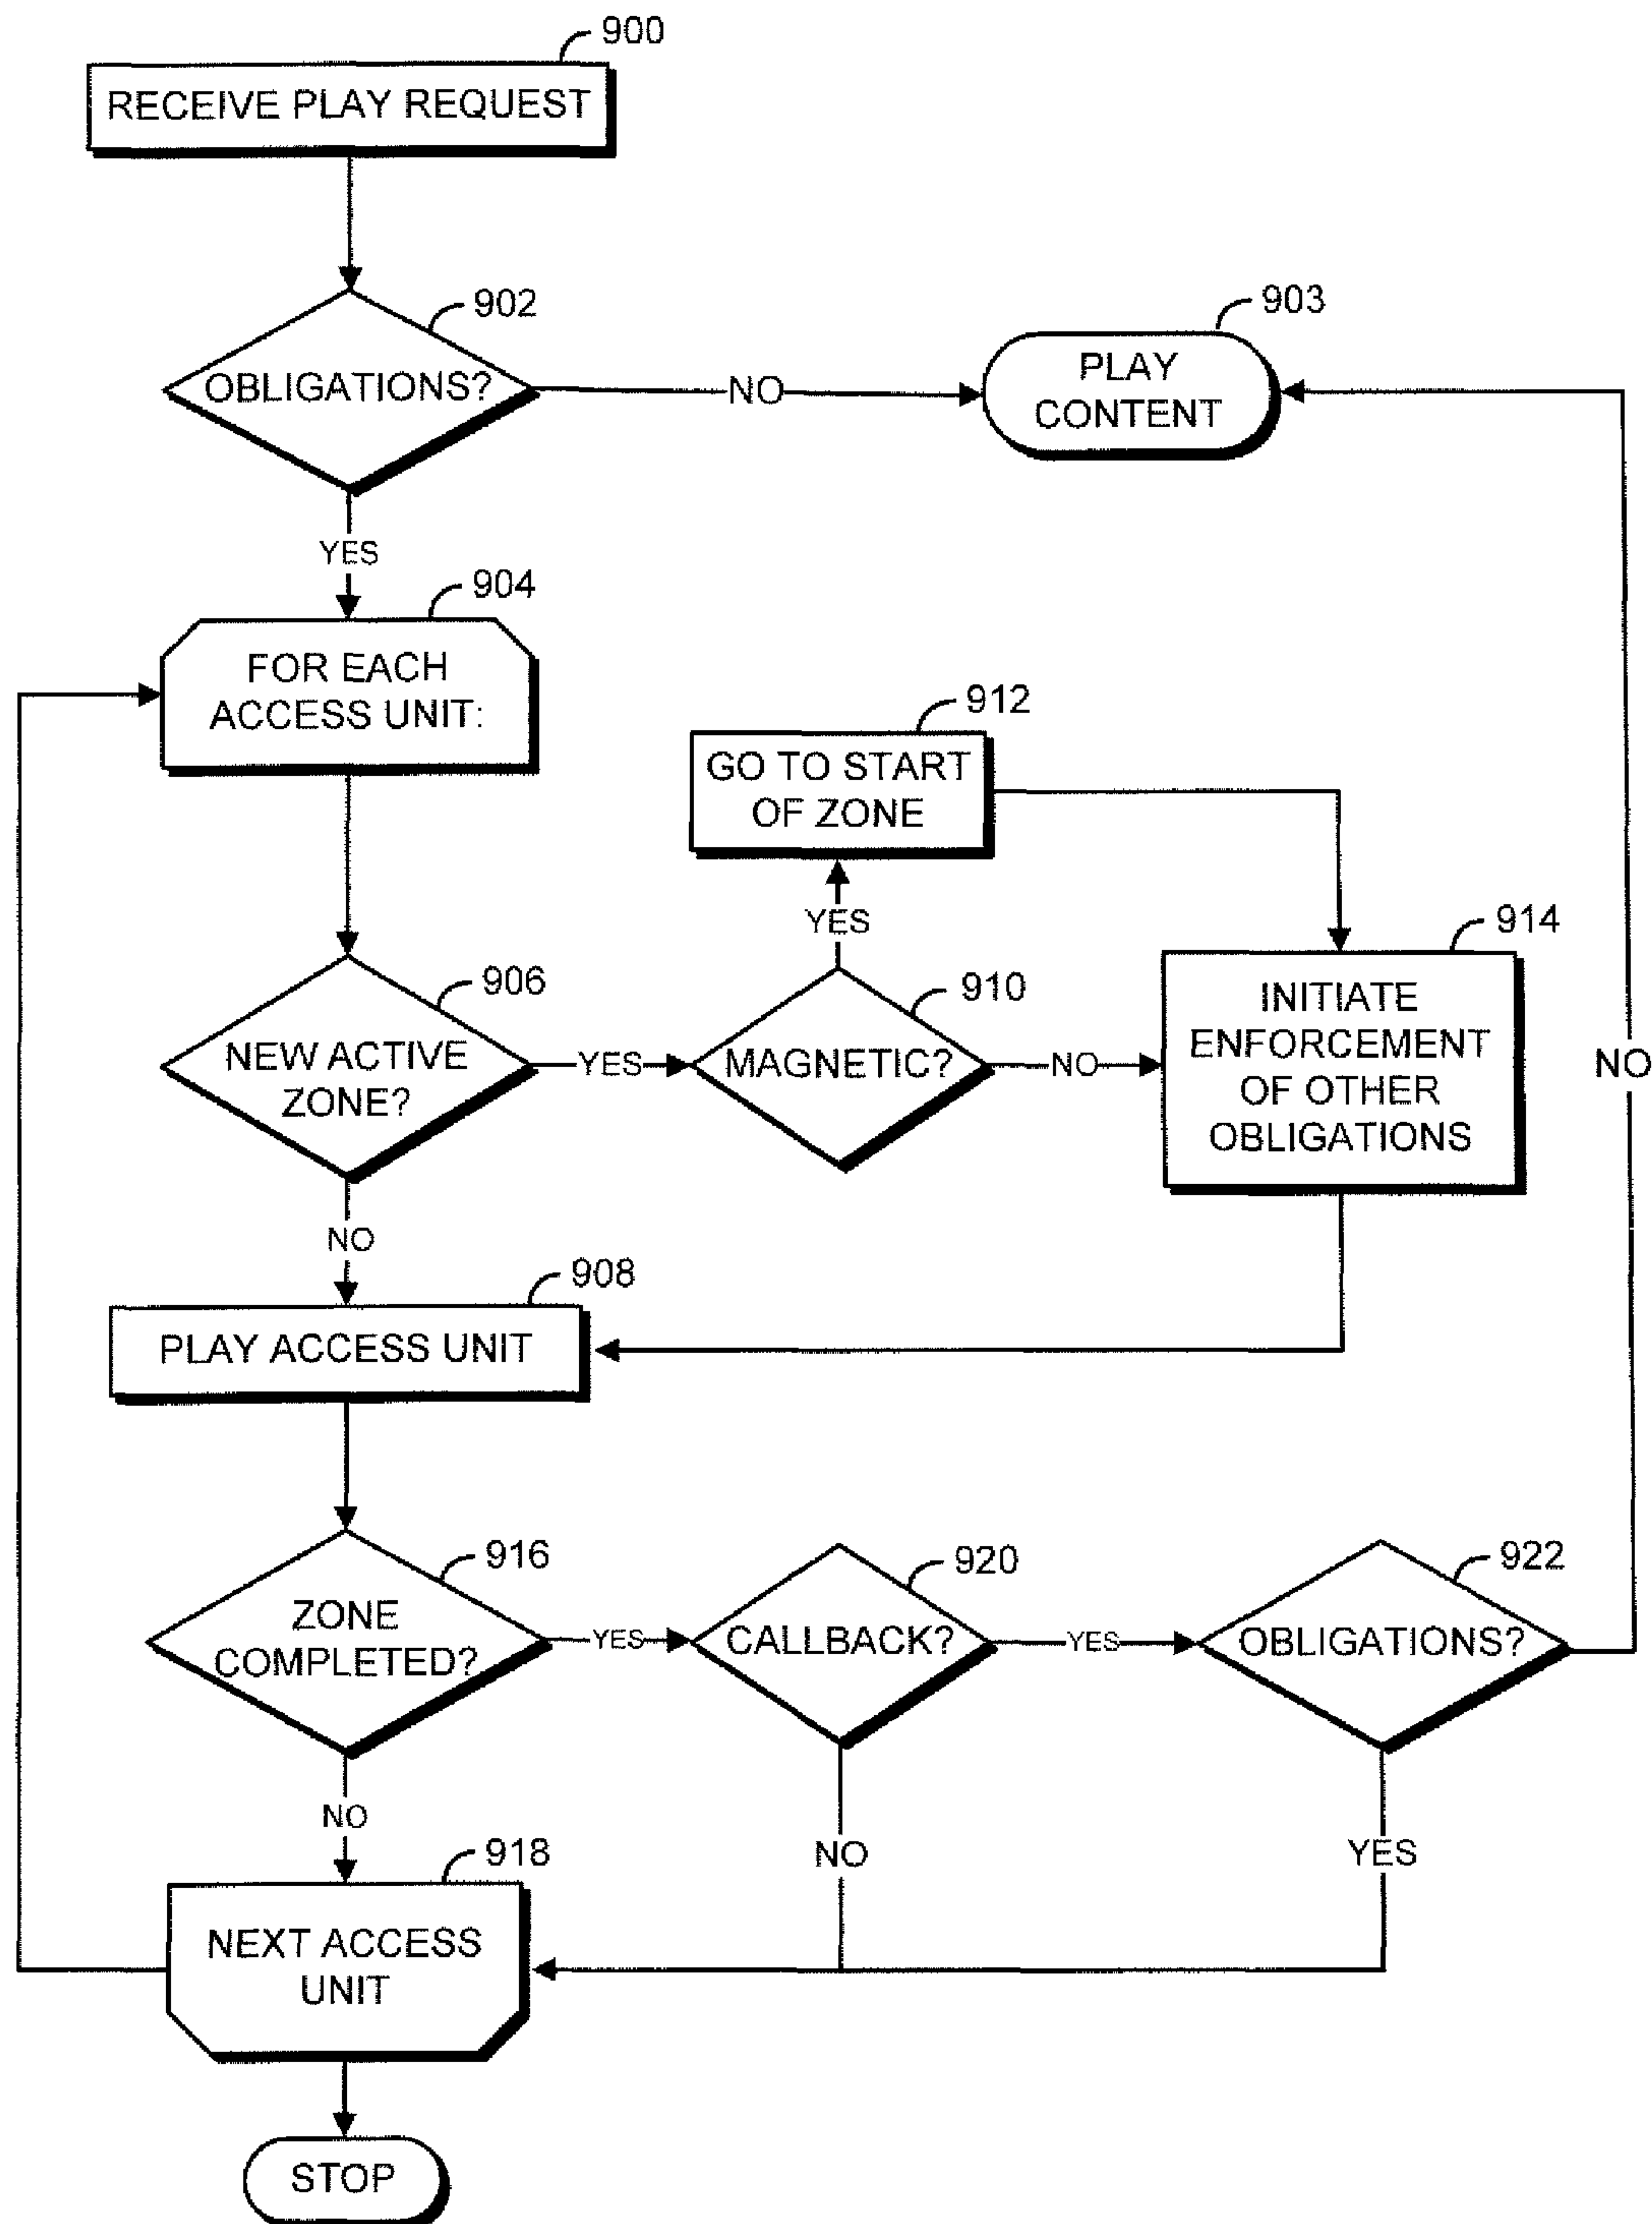 900
RECEIVE PLAY REQUEST
902
OBLIGATIONS?
NO
903
PLAY
CONTENT
YES
904
FOR EACH
ACCESS UNIT:
912
GO TO START
OF ZONE
YES
914
INITIATE
ENFORCEMENT
OF OTHER
OBLIGATIONS
906
NEW ACTIVE
ZONE?
YES
910
MAGNETIC?
NO
NO
NO
908
PLAY ACCESS UNIT
916
ZONE
COMPLETED?
YES
920
CALLBACK?
YES
922
OBLIGATIONS?
NO
NO
YES
918
NEXT ACCESS
UNIT
STOP